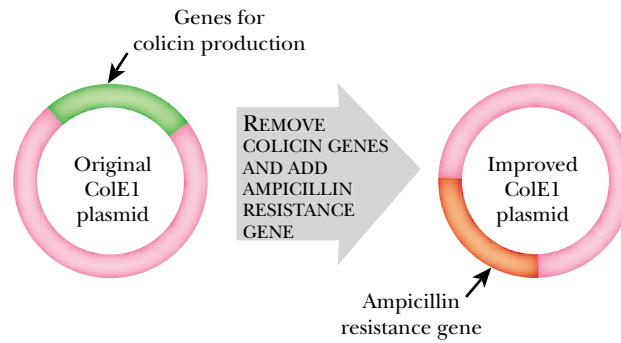 Genes for
colicin production
Original
ColE1
plasmid
REMOVE
COLICIN GENES
AND ADD
AMPICILLIN
RESISTANCE
GENE
Improved
ColE1
plasmid
Ampicillin
resistance gene